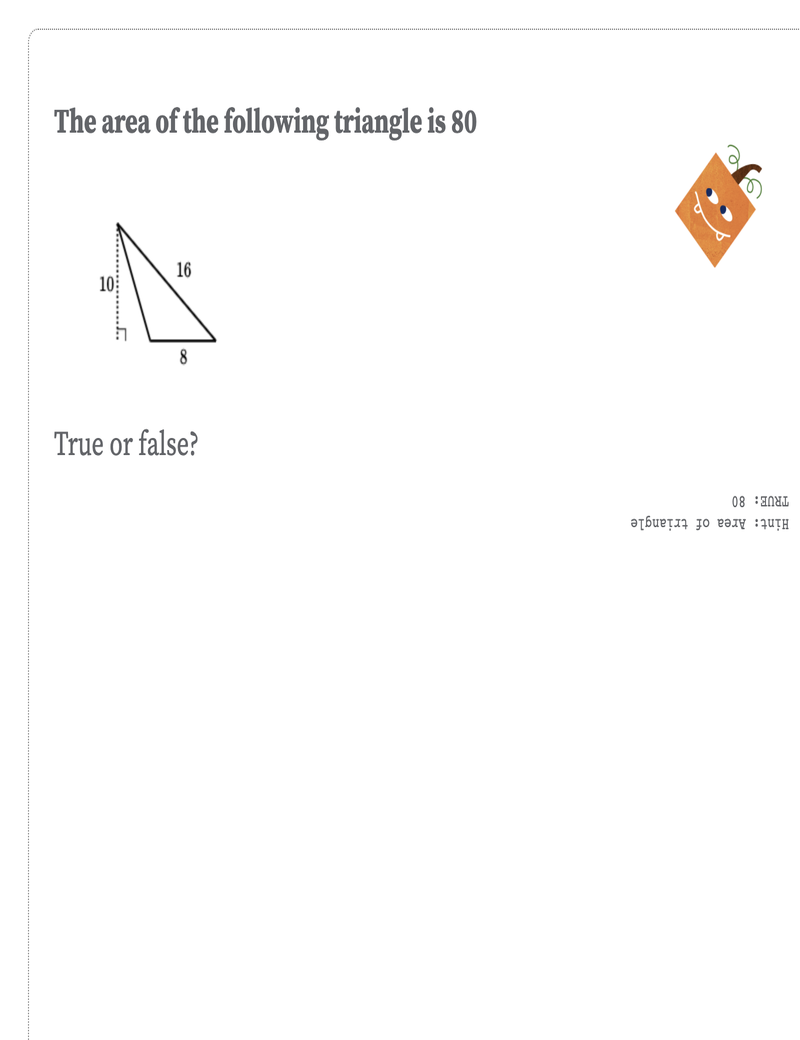 The area of the following triangle is 80
10
16
8
True or false?
Hint: Area of triangle
TRUE: 80